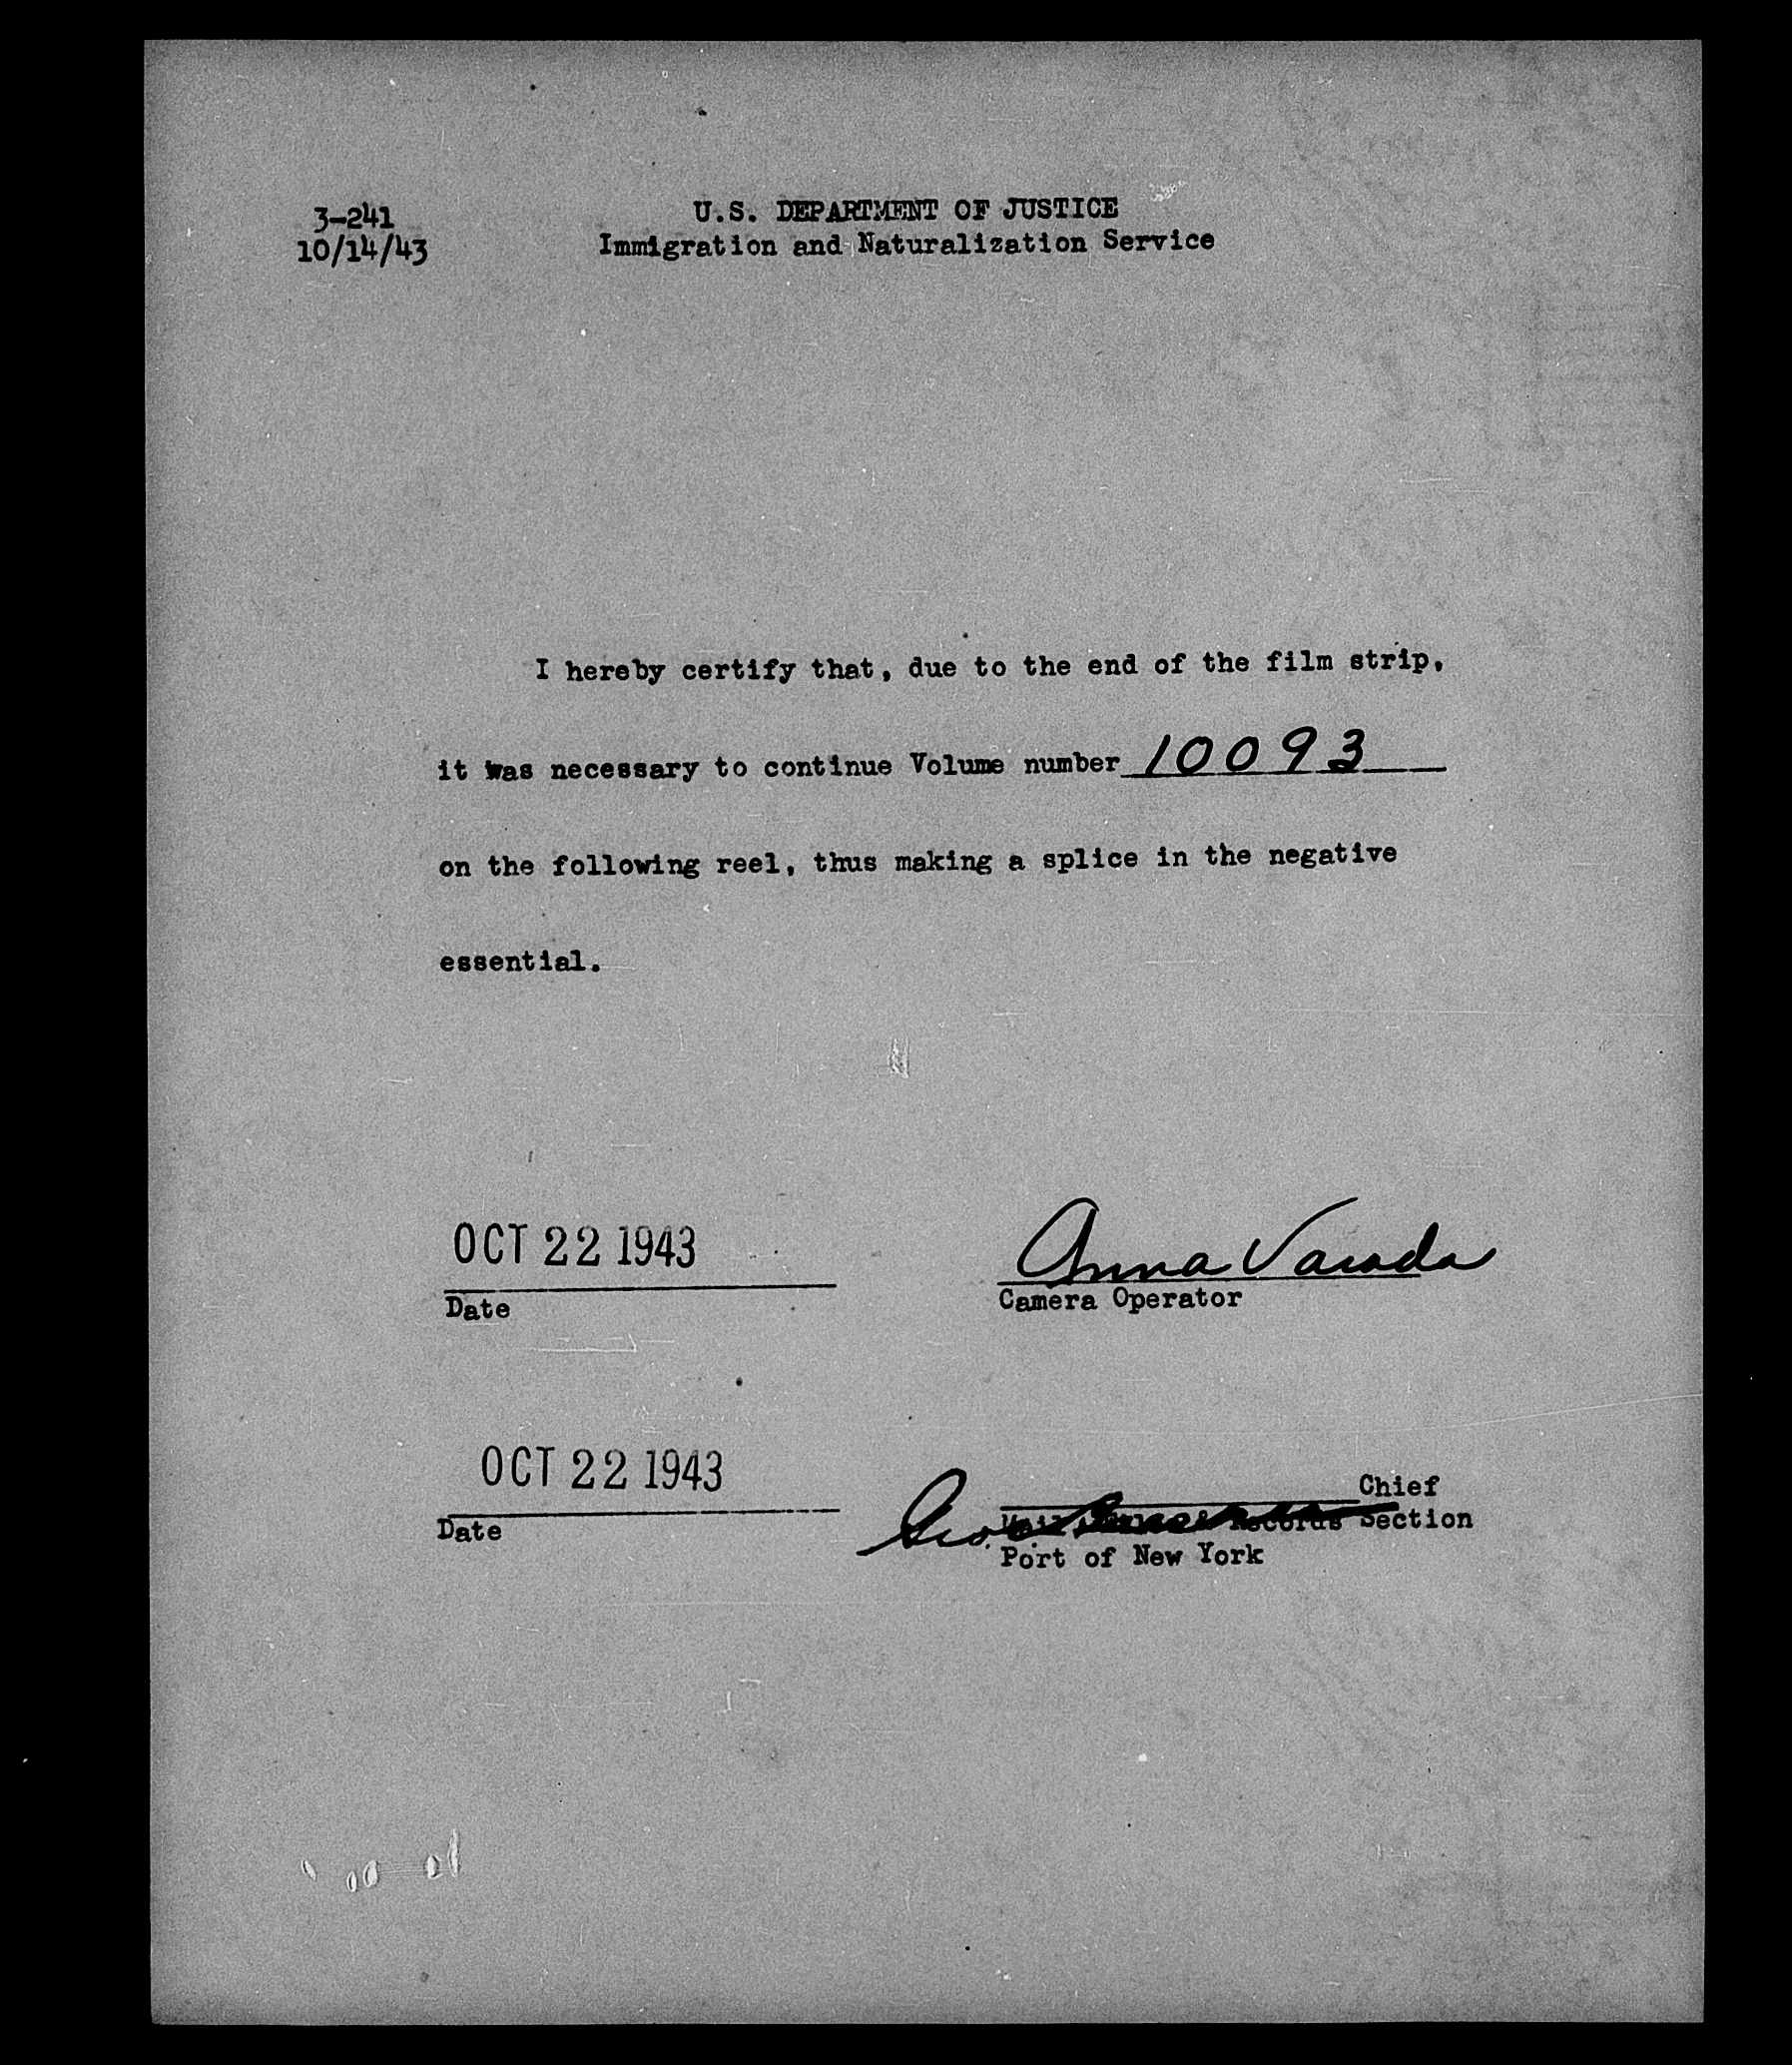 3-241
10/14/43
U.S. DEPARTMENT OF JUSTICE
Immigration and Naturalization Service
I hereby certify that, due to the end of the film strip,
it was necessary to continue Volume number 10093
on the following reel, thus making a splice in the negative
essential.
OCT 22 1943
Date
Anna
Camera Operator
OCT 22 1943
Date
Geo.
Chief
Records Section
Port of New York